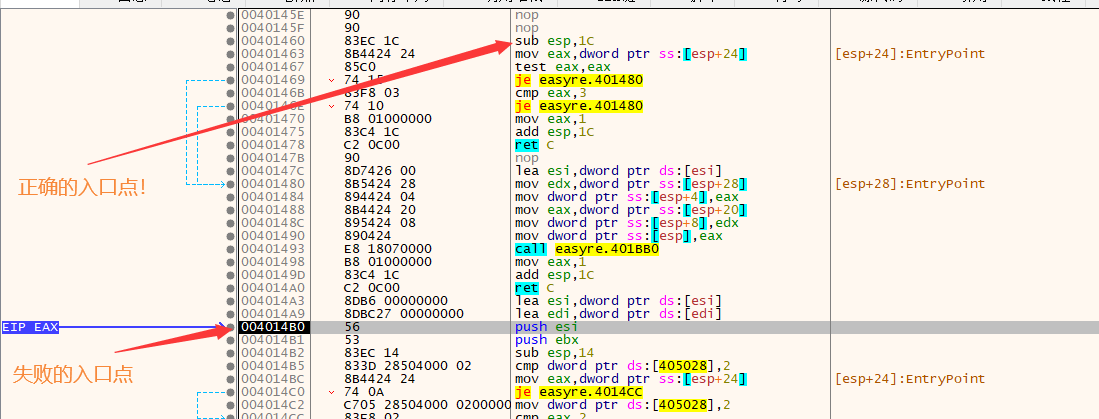 0040145E 90 nop
0040145F 90 nop
00401460 83EC 1C sub esp,1C
00401463 8B4424 24 mov eax,dword ptr ss:[esp+24] [esp+24]:EntryPoint
00401467 85C0 test eax,eax
00401469 74 15 je easyre.401480
0040146B 83F8 03 cmp eax,3
0040146E 74 10 je easyre.401480
00401470 B8 01000000 mov eax,1
00401475 83C4 1C add esp,1C
00401478 C2 0C00 ret C
0040147B 90 nop
0040147C 8D7426 00 lea esi,dword ptr ds:[esi]
正确的入口点！
00401480 8B5424 28 mov edx,dword ptr ss:[esp+28] [esp+28]:EntryPoint
00401484 894424 04 mov dword ptr ss:[esp+4],eax
00401488 8B4424 20 mov eax,dword ptr ss:[esp+20]
0040148C 895424 08 mov dword ptr ss:[esp+8],edx
00401490 890424 mov dword ptr ss:[esp],eax
00401493 E8 18070000 call easyre.401BB0
00401498 B8 01000000 mov eax,1
0040149D 83C4 1C add esp,1C
004014A0 C2 0C00 ret C
004014A3 8DB6 00000000 lea esi,dword ptr ds:[esi]
004014A9 8DBC27 00000000 lea edi,dword ptr ds:[edi]
EIP EAX 004014B0 56 push esi
004014B1 53 push ebx
004014B2 83EC 14 sub esp,14
004014B5 833D 28504000 02 cmp dword ptr ds:[405028],2
失败的入口点
004014BC 8B4424 24 mov eax,dword ptr ss:[esp+24] [esp+24]:EntryPoint
004014C0 74 0A je easyre.4014CC
004014C2 C705 28504000 0200000 mov dword ptr ds:[405028],2
004014CC 83F8 02 cmp eax,2